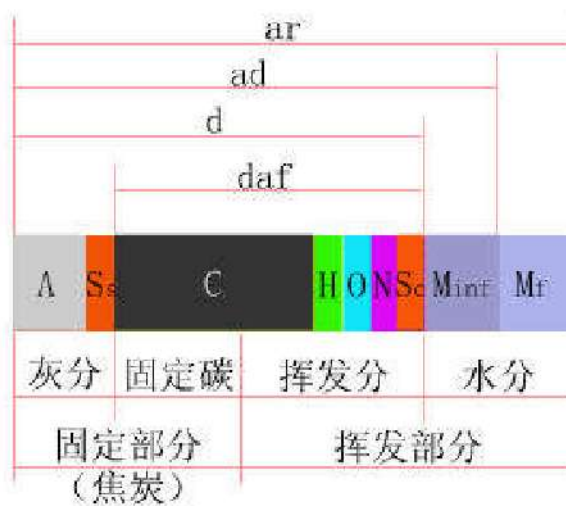 ar
ad
d
daf
A Ss C H O N Sc Minf Mf
灰分 固定碳 挥发分 水分
固定部分 挥发部分
（焦炭）